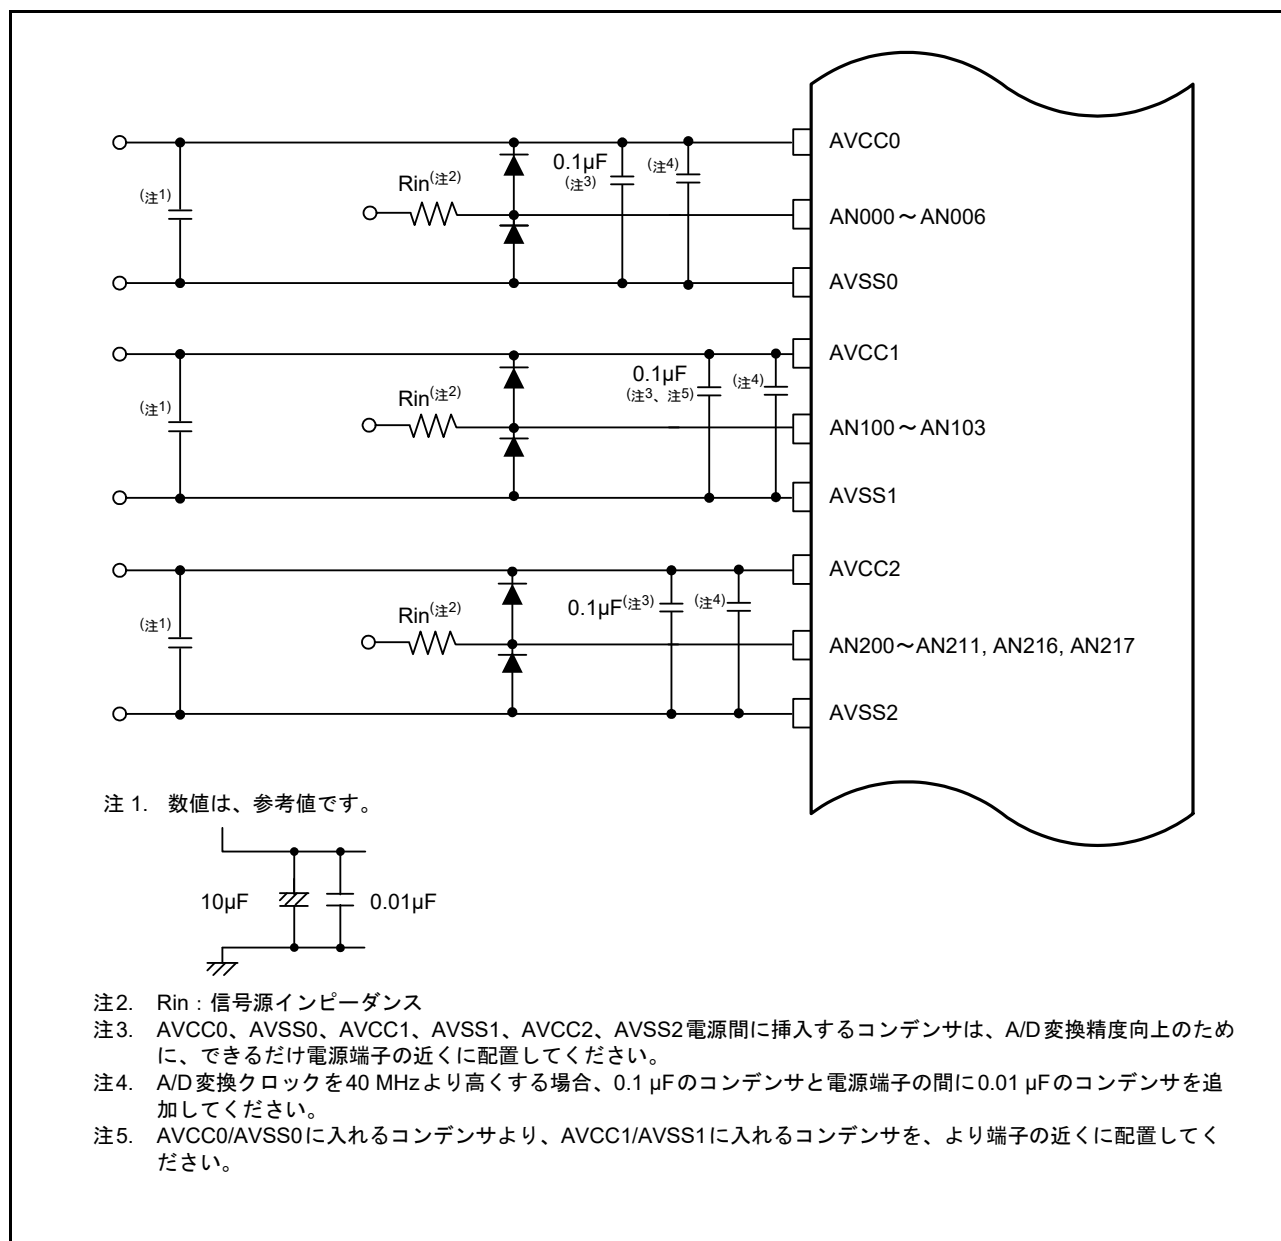 AVCC0
0.1μF
(注3)
(注4)
Rin(注2)
(注1)
AN000～AN006
AVSS0
AVCC1
0.1μF
(注3、注5)
(注4)
Rin(注2)
(注1)
AN100～AN103
AVSS1
AVCC2
0.1μF(注3)
(注4)
Rin(注2)
(注1)
AN200～AN211, AN216, AN217
AVSS2
注 1. 数値は、参考値です。
10μF
0.01μF
注2. Rin：信号源インピーダンス
注3. AVCC0、AVSS0、AVCC1、AVSS1、AVCC2、AVSS2電源間に挿入するコンデンサは、A/D変換精度向上のため
に、できるだけ電源端子の近くに配置してください。
注4. A/D変換クロックを40 MHzより高くする場合、0.1 μFのコンデンサと電源端子の間に0.01 μFのコンデンサを追
加してください。
注5. AVCC0/AVSS0に入れるコンデンサより、AVCC1/AVSS1に入れるコンデンサを、より端子の近くに配置してく
ださい。